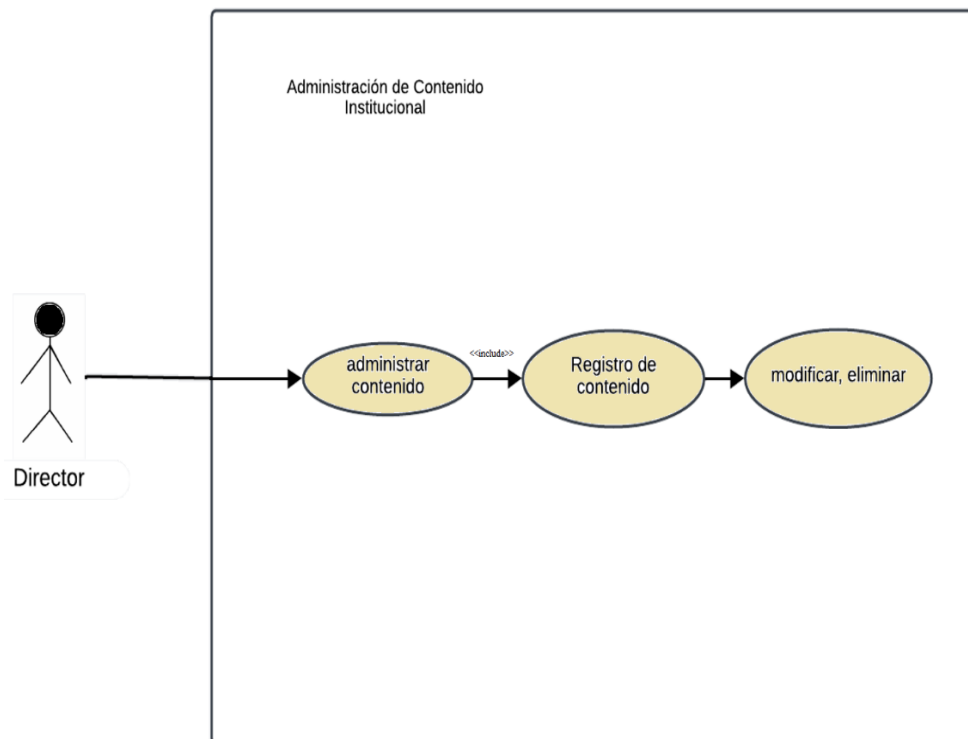 Administración de Contenido
Institucional
administrar
contenido
<<include>>
Registro de
contenido
modificar, eliminar
Director